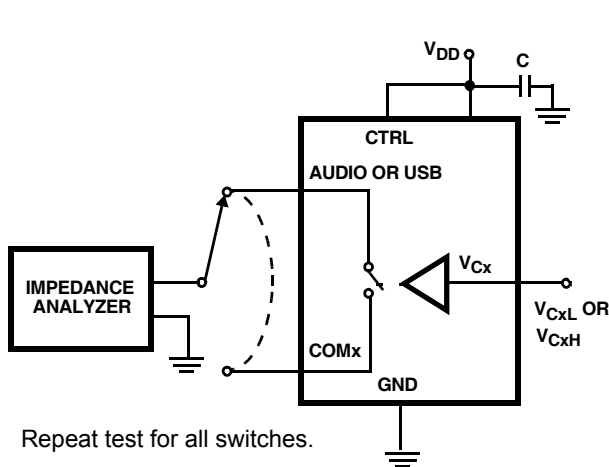 VDD
C
CTRL
AUDIO OR USB
VCx
IMPEDANCE
ANALYZER
VCxL OR
VCxH
COMx
GND
Repeat test for all switches.